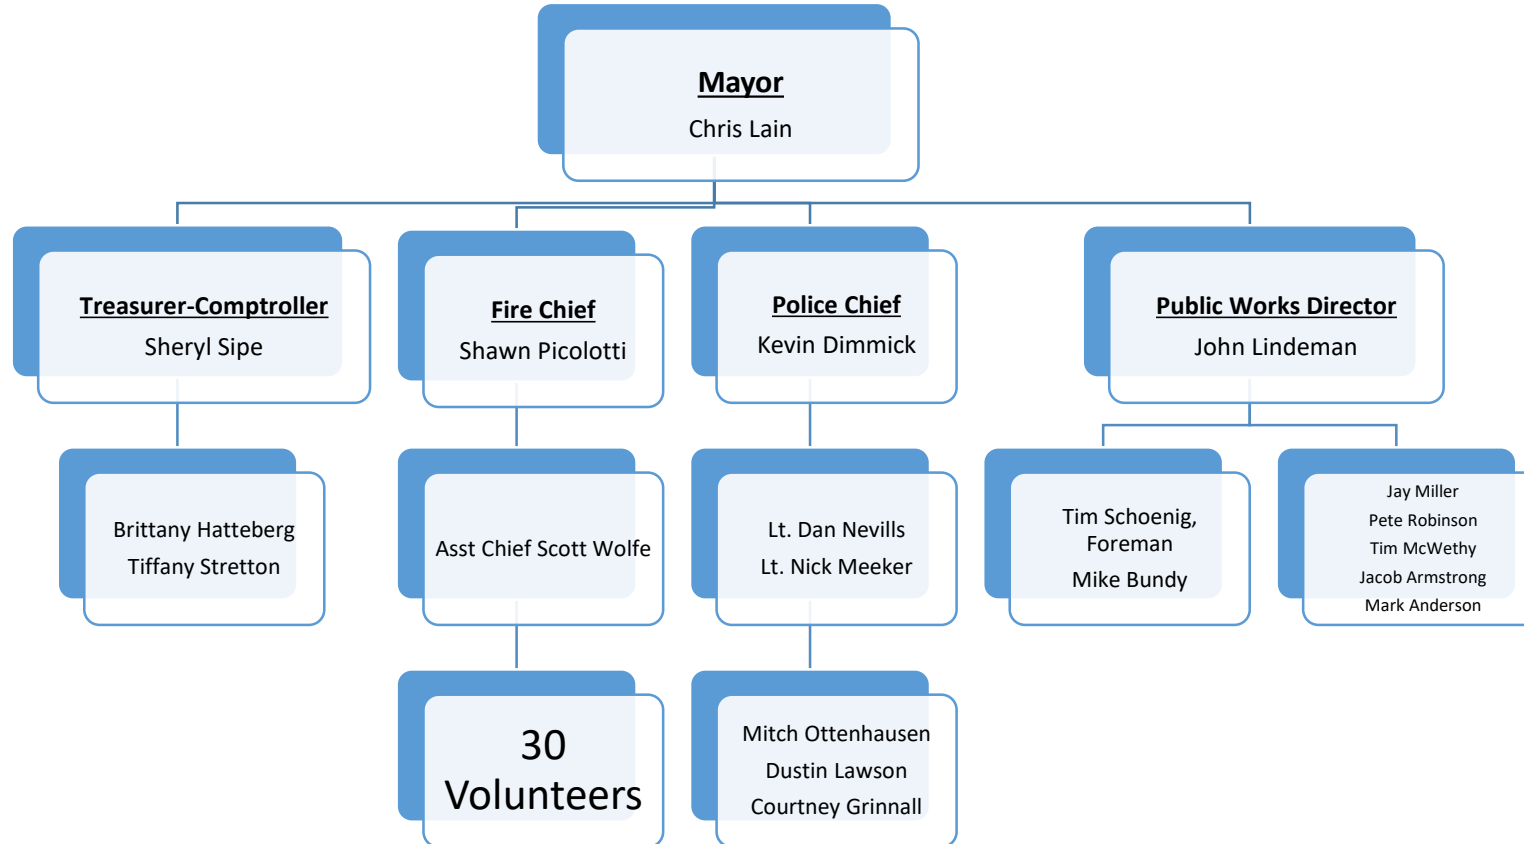 Mayor
Chris Lain
Treasurer-Comptroller
Sheryl Sipe
Fire Chief
Shawn Picolotti
Police Chief
Kevin Dimmick
Public Works Director
John Lindeman
Brittany Hatteberg
Tiffany Stretton
Asst Chief Scott Wolfe
Lt. Dan Nevills
Lt. Nick Meeker
Tim Schoenig,
Foreman
Mike Bundy
Jay Miller
Pete Robinson
Tim McWethy
Jacob Armstrong
Mark Anderson
30
Volunteers
Mitch Ottenhausen
Dustin Lawson
Courtney Grinnall